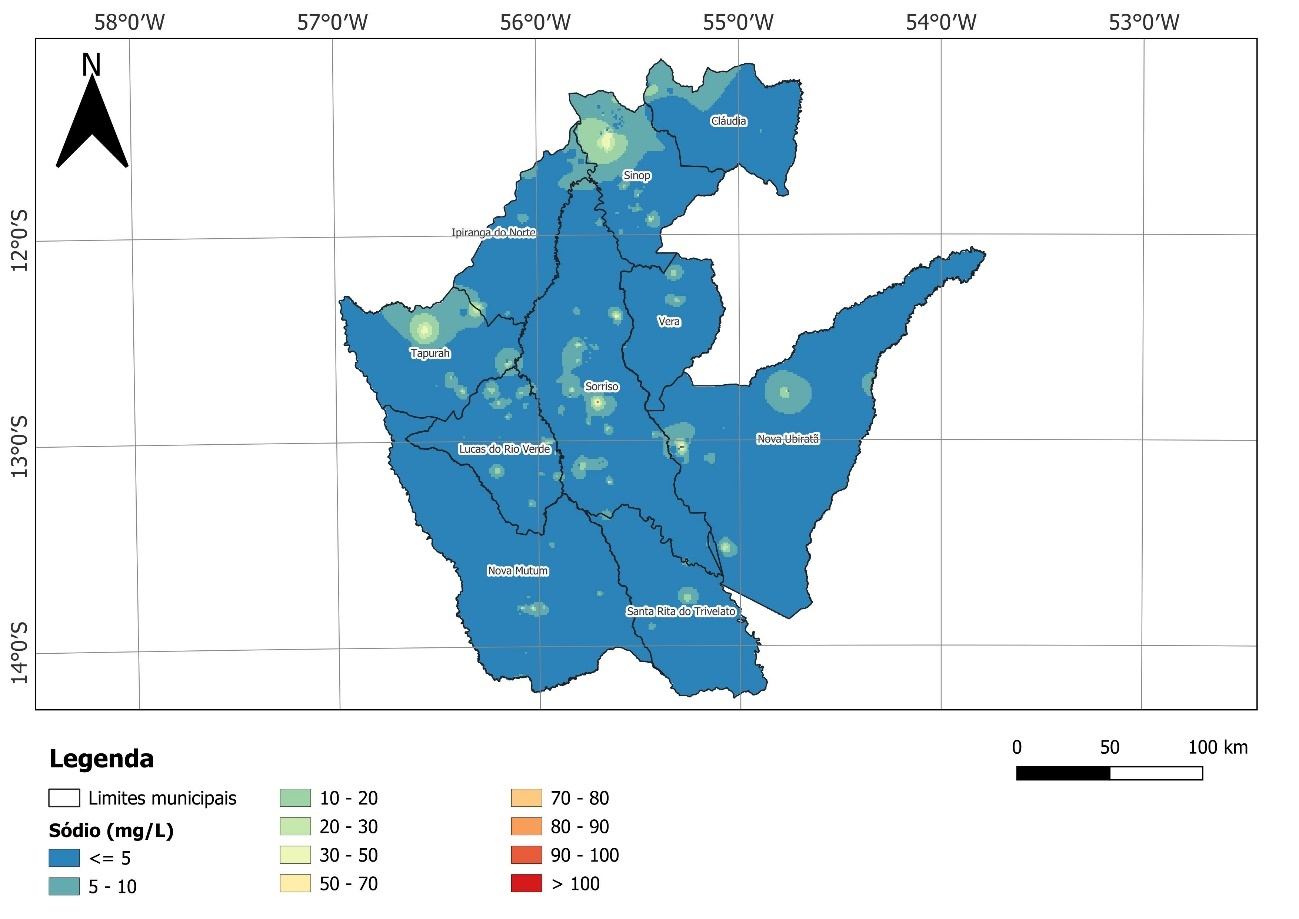 58°0′W 57°0′W 56°0′W 55°0′W 54°0′W 53°0′W
N
Cláudia
Sinop
12°0′S
Ipiranga do Norte
Vera
Tapurah
Sorriso
13°0′S
Nova Ubiratã
Lucas do Rio Verde
Nova Mutum
Santa Rita do Trivelato
14°0′S
Legenda
0 50 100 km
Limites municipais
Sódio (mg/L)
<= 5
5 - 10
10 - 20
20 - 30
30 - 50
50 - 70
70 - 80
80 - 90
90 - 100
> 100